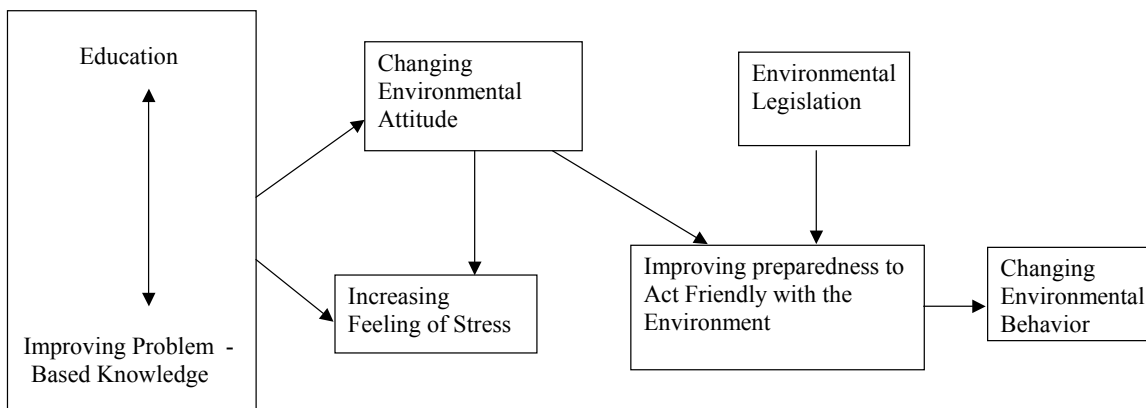 Education
Improving Problem -
Based Knowledge
Changing
Environmental
Attitude
Increasing
Feeling of Stress
Environmental
Legislation
Improving preparedness to
Act Friendly with the
Environment
Changing
Environmental
Behavior